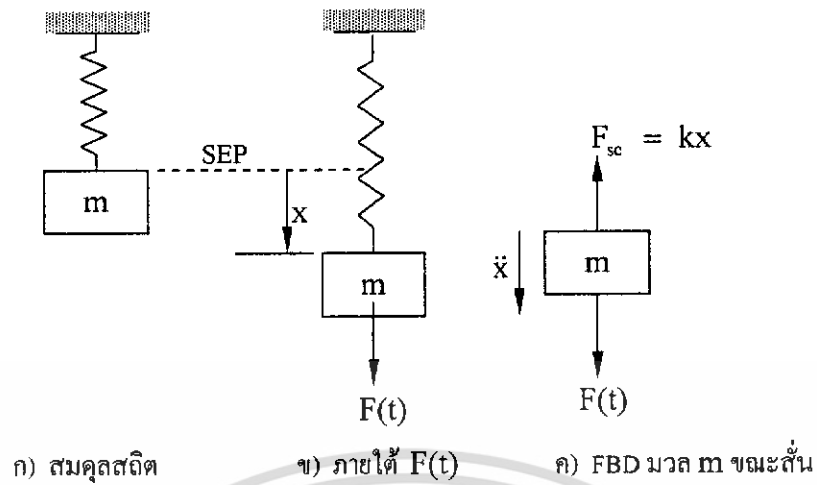 SEP
m
x
m
F(t)
F_sc = kx
ẍ
m
F(t)
ก) สมดุลสถิต
ข) ภายใต้ F(t)
ค) FBD มวล m ขณะสั่น